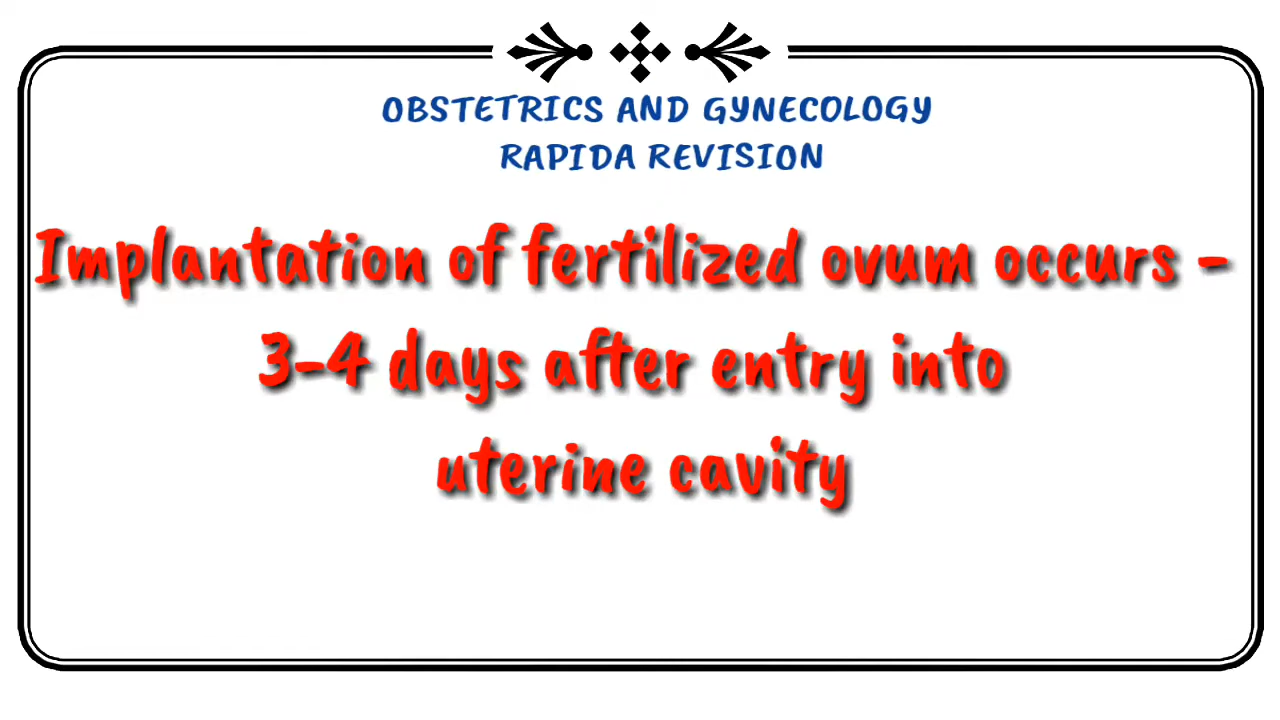 OBSTETRICS AND GYNECOLOGY
RAPIDA REVISION
Implantation of fertilized ovum occurs -
3-4 days after entry into
uterine cavity